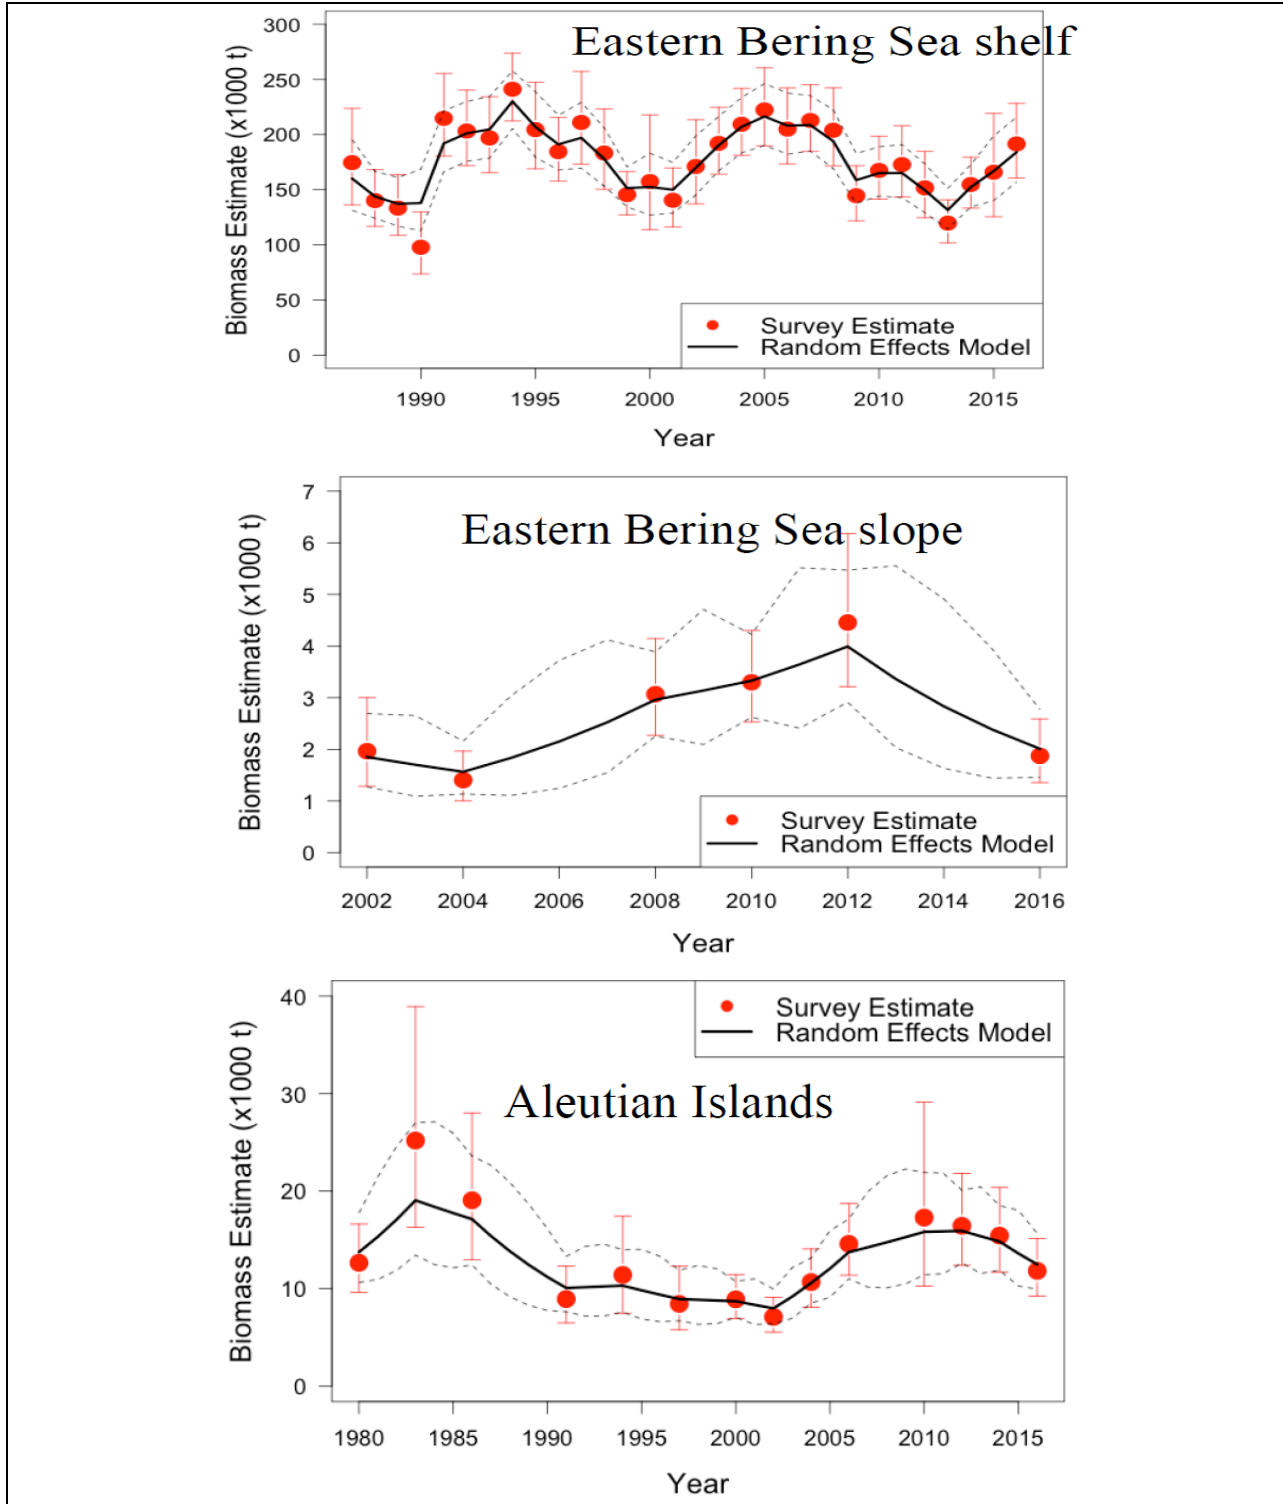 Eastern Bering Sea shelf
Biomass Estimate (x1000 t)
300
250
200
150
100
50
0
Survey Estimate
Random Effects Model
1990 1995 2000 2005 2010 2015
Year
Eastern Bering Sea slope
Biomass Estimate (x1000 t)
7
6
5
4
3
2
1
0
Survey Estimate
Random Effects Model
2002 2004 2006 2008 2010 2012 2014 2016
Year
Survey Estimate
Random Effects Model
Aleutian Islands
Biomass Estimate (x1000 t)
40
30
20
10
0
1980 1985 1990 1995 2000 2005 2010 2015
Year